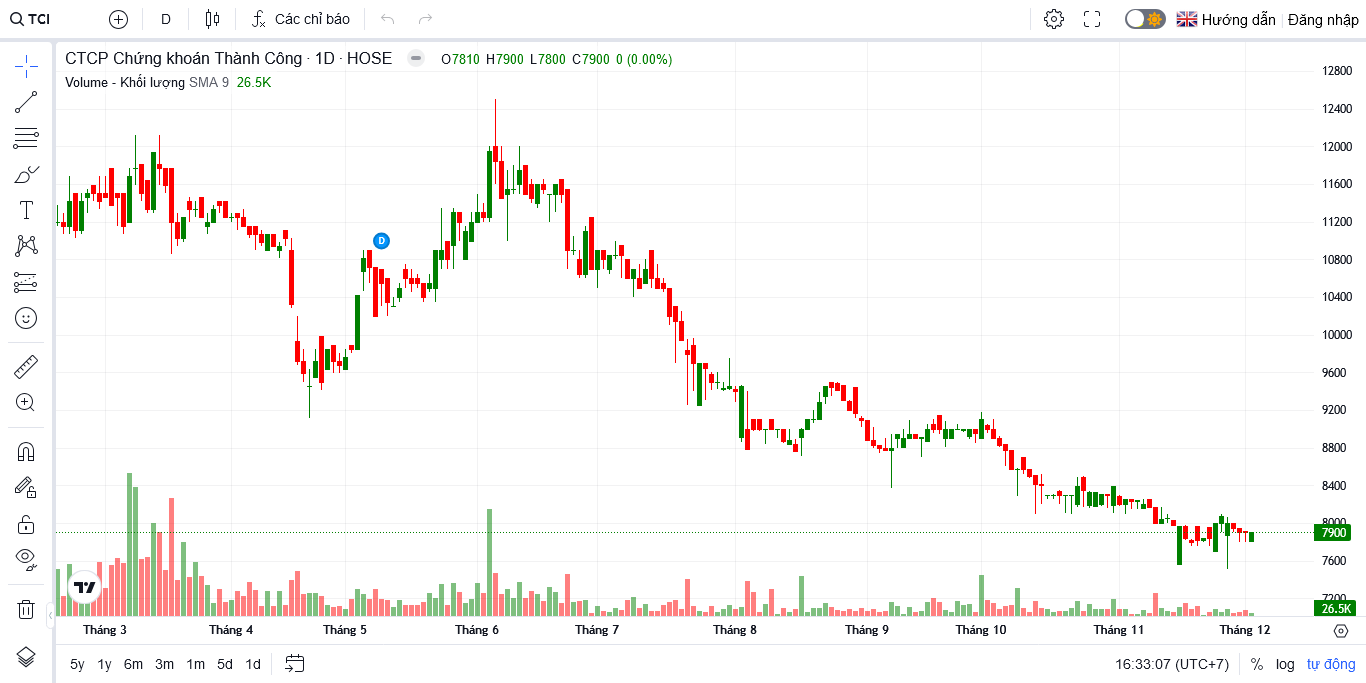 TCI D Các chỉ báo Hướng dẫn Đăng nhập
CTCP Chứng khoán Thành Công · 1D · HOSE O7810 H7900 L7800 C7900 0 (0.00%)
Volume - Khối lượng SMA 9 26.5K
D
12800
12400
12000
11600
11200
10800
10400
10000
9600
9200
8800
8400
8000
7900
7600
7200
26.5K
Tháng 3 Tháng 4 Tháng 5 Tháng 6 Tháng 7 Tháng 8 Tháng 9 Tháng 10 Tháng 11 Tháng 12
5y 1y 6m 3m 1m 5d 1d 16:33:07 (UTC+7) % log tự động